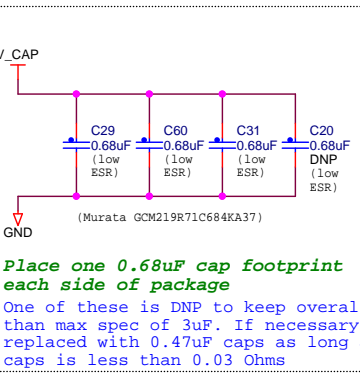 /_CAP
C29
0.68uF
(low
ESR)
C60
0.68uF
(low
ESR)
C31
0.68uF
(low
ESR)
C20
0.68uF
DNP
(low
ESR)
(Murata GCM219R71C684KA37)
GND
Place one 0.68uF cap footprint
each side of package
One of these is DNP to keep overal
than max spec of 3uF. If necessary
replaced with 0.47uF caps as long
caps is less than 0.03 Ohms